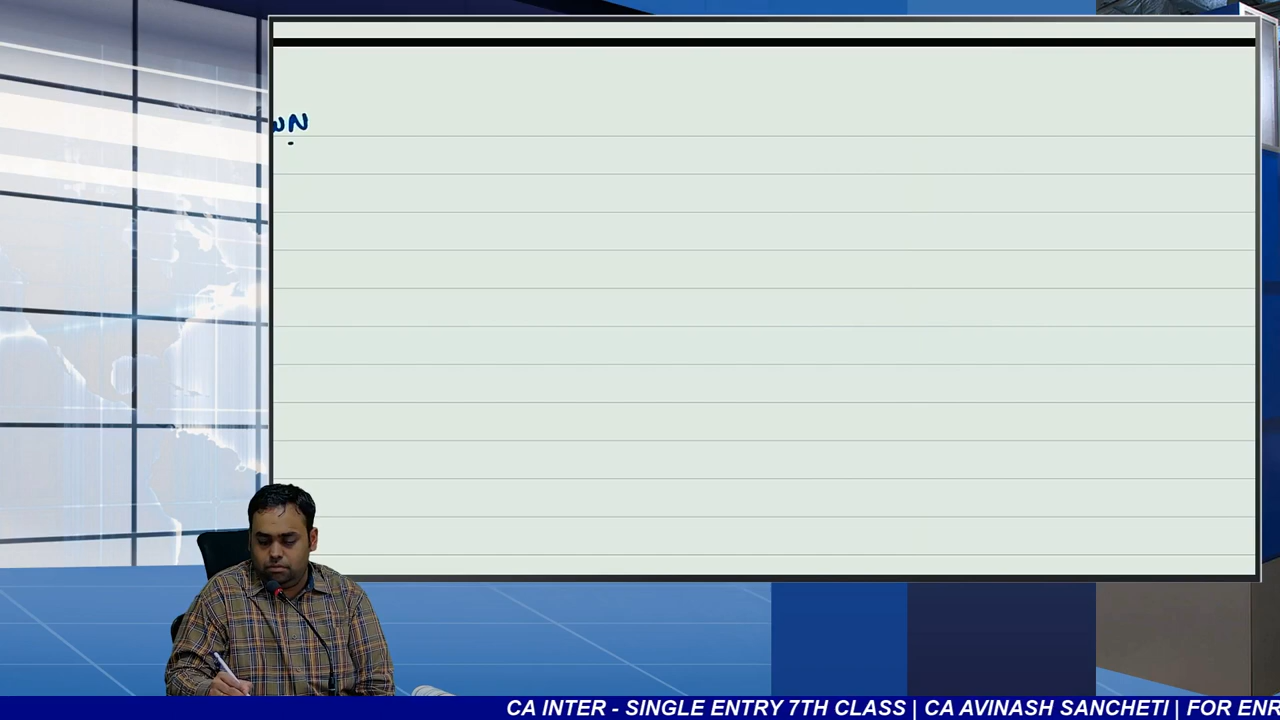 WN
CA INTER - SINGLE ENTRY 7TH CLASS | CA AVINASH SANCHETI | FOR ENR